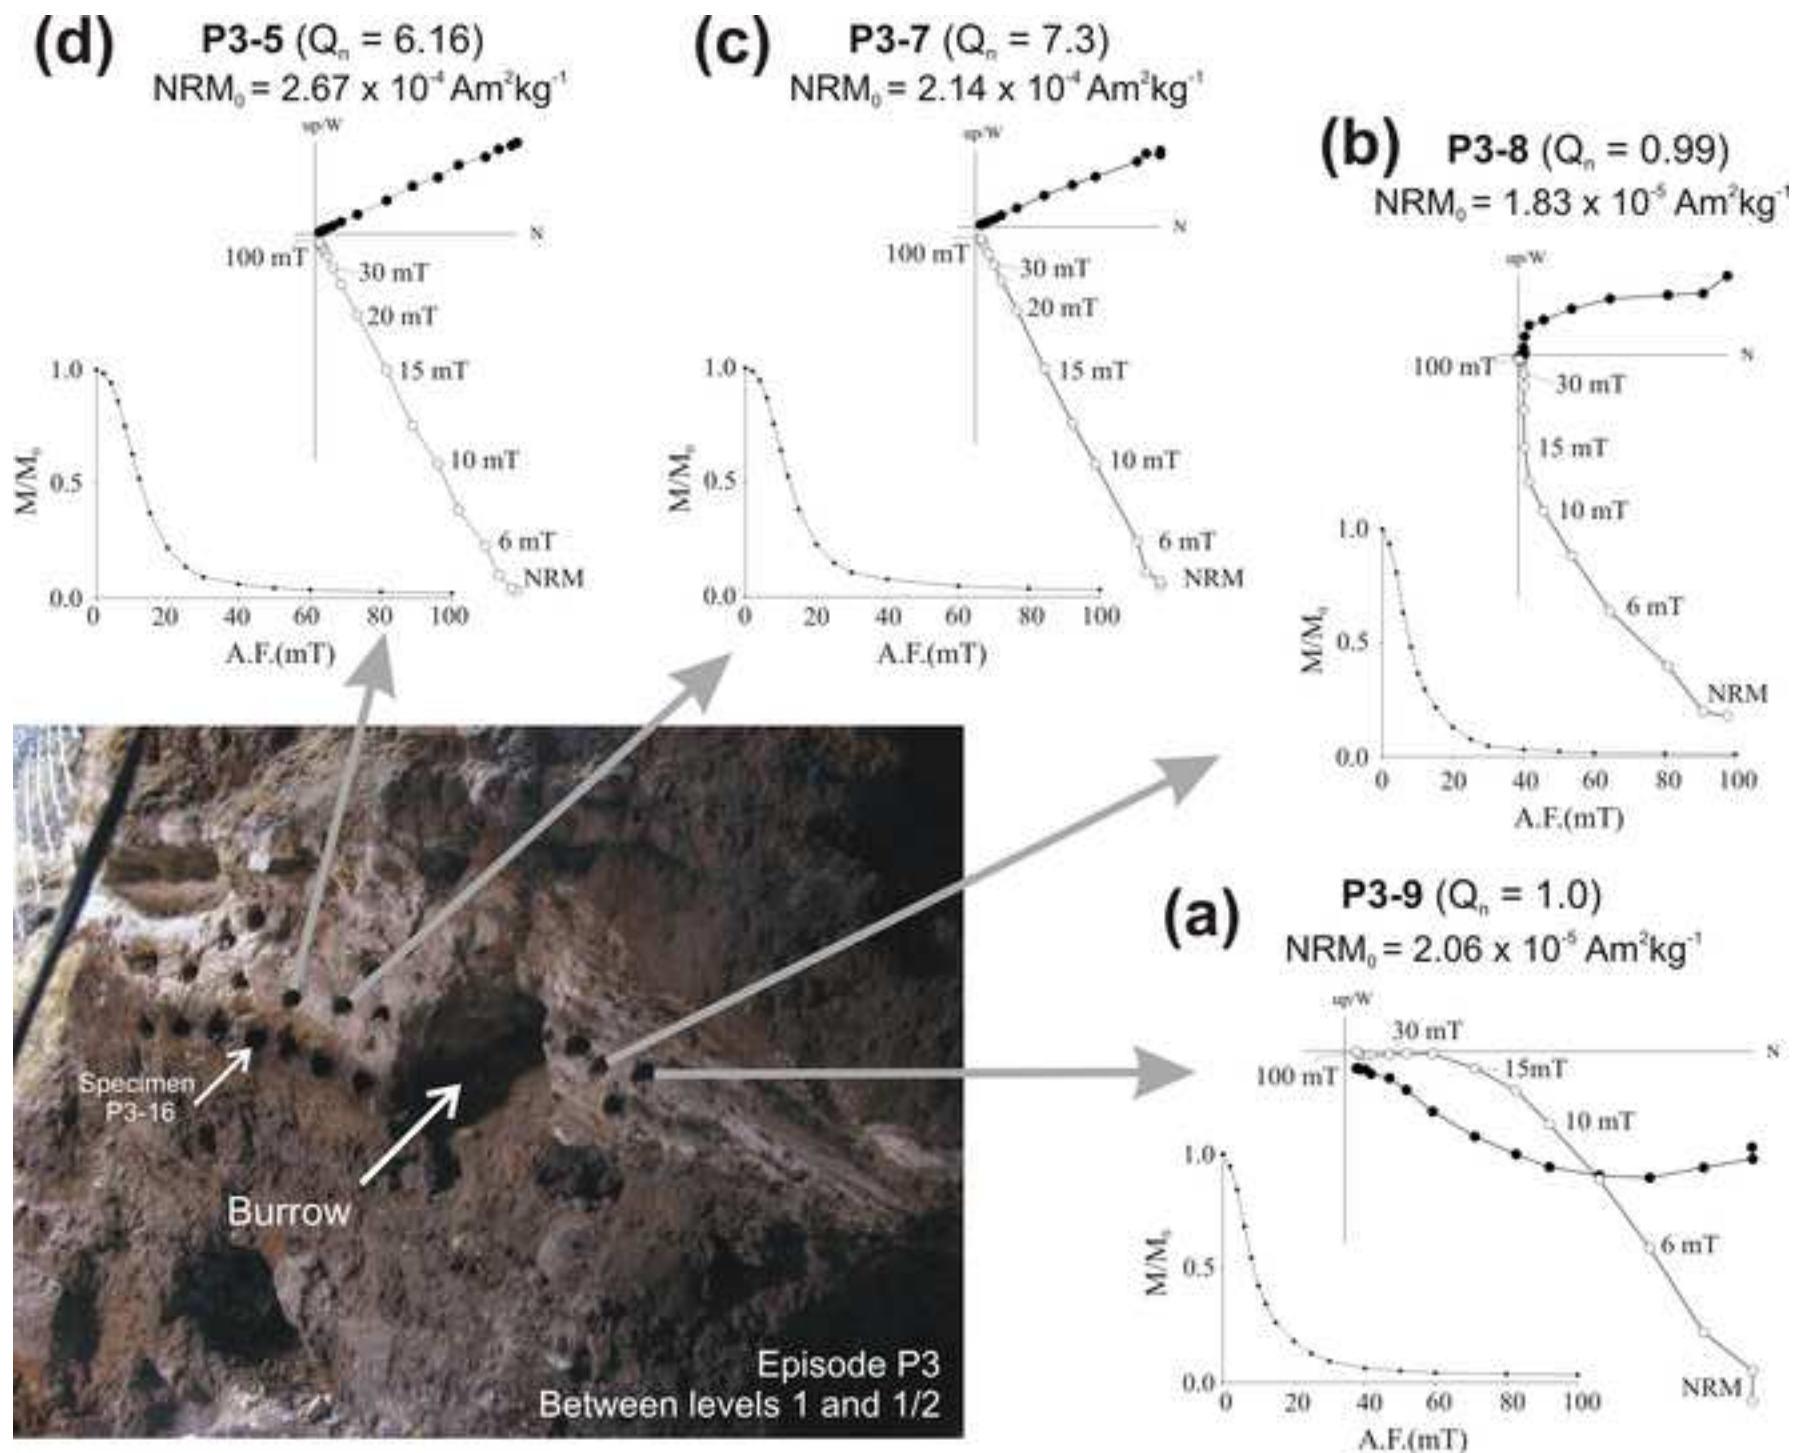 (d) P3-5 (Qn = 6.16)
NRM0 = 2.67 x 10-4 Am2kg-1
up/W
N
100 mT
30 mT
20 mT
15 mT
10 mT
6 mT
NRM
1.0
0.5
0.0
M/M0
0 20 40 60 80 100
A.F.(mT)
(c) P3-7 (Qn = 7.3)
NRM0 = 2.14 x 10-4 Am2kg-1
up/W
N
100 mT
30 mT
20 mT
15 mT
10 mT
6 mT
NRM
1.0
0.5
0.0
M/M0
0 20 40 60 80 100
A.F.(mT)
(b) P3-8 (Qn = 0.99)
NRM0 = 1.83 x 10-5 Am2kg-1
up/W
N
100 mT
30 mT
15 mT
10 mT
6 mT
NRM
1.0
0.5
0.0
M/M0
0 20 40 60 80 100
A.F.(mT)
(a) P3-9 (Qn = 1.0)
NRM0 = 2.06 x 10-5 Am2kg-1
up/W
N
30 mT
100 mT
15mT
10 mT
6 mT
NRM
1.0
0.5
0.0
M/M0
0 20 40 60 80 100
A.F.(mT)
Specimen
P3-16
Burrow
Episode P3
Between levels 1 and 1/2